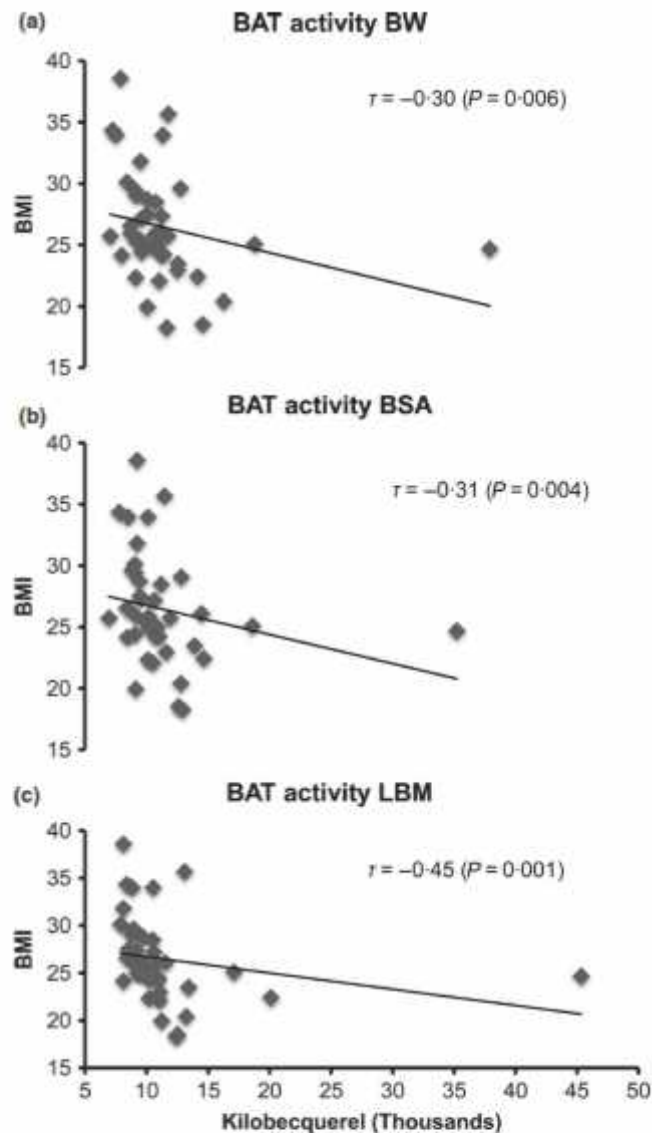 (a)
BAT activity BW
40
35
30
25
20
15
BMI
τ = –0·30 (P = 0·006)
(b)
BAT activity BSA
40
35
30
25
20
15
BMI
τ = –0·31 (P = 0·004)
(c)
BAT activity LBM
40
35
30
25
20
15
BMI
τ = –0·45 (P = 0·001)
5 10 15 20 25 30 35 40 45 50
Kilobecquerel (Thousands)